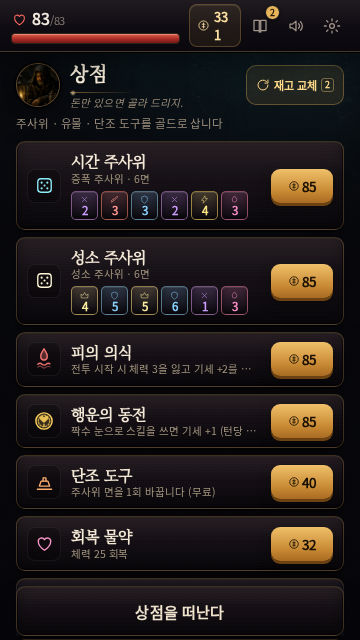 83/83
33
1
2
상점
돈만 있으면 골라 드리지.
재고 교체 2
주사위 · 유물 · 단조 도구를 골드로 삽니다
시간 주사위
증폭 주사위 · 6면
2 3 3 2 4 3
85
성소 주사위
성소 주사위 · 6면
4 5 5 6 1 3
85
피의 의식
전투 시작 시 체력 3을 잃고 기세 +2를 …
85
행운의 동전
짝수 눈으로 스킬을 쓰면 기세 +1 (턴당 …
85
단조 도구
주사위 면을 1회 바꿉니다 (무료)
40
회복 물약
체력 25 회복
32
상점을 떠난다